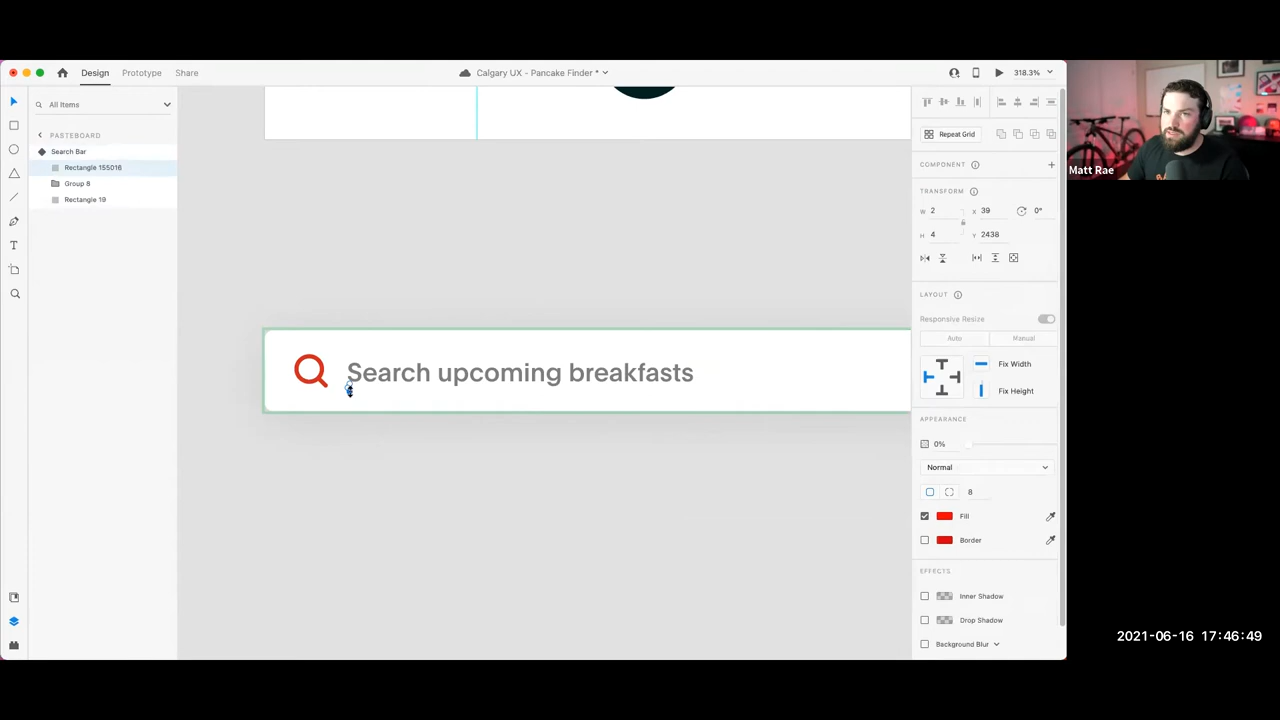 Design Prototype Share
Calgary UX - Pancake Finder *
318.3%
All Items
PASTEBOARD
Search Bar
Rectangle 155016
Group 8
Rectangle 19
Search upcoming breakfasts
Repeat Grid
COMPONENT
TRANSFORM
W 2 X 39 0°
H 4 Y 2438
LAYOUT
Responsive Resize
Auto Manual
Fix Width
Fix Height
APPEARANCE
0%
Normal
8
Fill
Border
EFFECTS
Inner Shadow
Drop Shadow
Background Blur
Matt Rae
2021-06-16 17:46:49